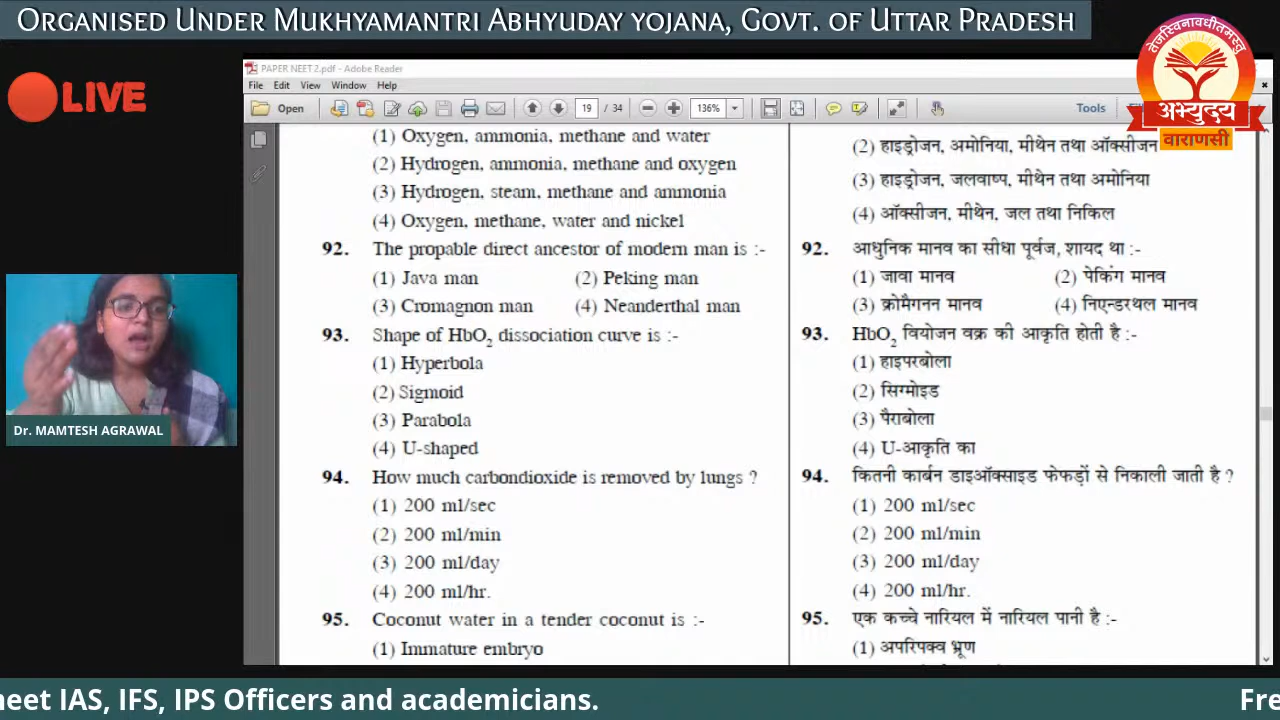 Organised Under Mukhyamantri Abhyuday yojana, Govt. of Uttar Pradesh
LIVE
तेजस्विनावधीतमस्तु
अभ्युदय
वाराणसी
PAPER NEET 2.pdf - Adobe Reader
File Edit View Window Help
Open 19 / 34 136% Tools
(1) Oxygen, ammonia, methane and water
(2) Hydrogen, ammonia, methane and oxygen
(3) Hydrogen, steam, methane and ammonia
(4) Oxygen, methane, water and nickel
92. The propable direct ancestor of modern man is :-
(1) Java man (2) Peking man
(3) Cromagnon man (4) Neanderthal man
93. Shape of HbO₂ dissociation curve is :-
(1) Hyperbola
(2) Sigmoid
(3) Parabola
(4) U-shaped
94. How much carbondioxide is removed by lungs ?
(1) 200 ml/sec
(2) 200 ml/min
(3) 200 ml/day
(4) 200 ml/hr.
95. Coconut water in a tender coconut is :-
(1) Immature embryo
(2) हाइड्रोजन, अमोनिया, मीथेन तथा ऑक्सीजन
(3) हाइड्रोजन, जलवाष्प, मीथेन तथा अमोनिया
(4) ऑक्सीजन, मीथेन, जल तथा निकिल
92. आधुनिक मानव का सीधा पूर्वज, शायद था :-
(1) जावा मानव (2) पेकिंग मानव
(3) क्रोमैगनन मानव (4) निएन्डरथल मानव
93. HbO₂ वियोजन वक्र की आकृति होती है :-
(1) हाइपरबोला
(2) सिग्मोइड
(3) पैराबोला
(4) U-आकृति का
94. कितनी कार्बन डाइऑक्साइड फेफड़ों से निकाली जाती है ?
(1) 200 ml/sec
(2) 200 ml/min
(3) 200 ml/day
(4) 200 ml/hr.
95. एक कच्चे नारियल में नारियल पानी है :-
(1) अपरिपक्व भ्रूण
Dr. MAMTESH AGRAWAL
neet IAS, IFS, IPS Officers and academicians. Fre